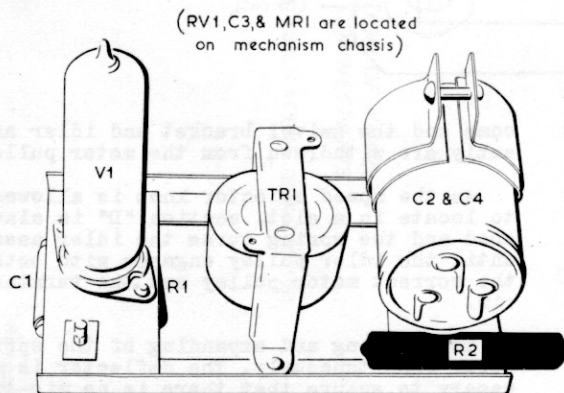 (RV1,C3,& MR1 are located
on mechanism chassis)
V1
TR1
C2 & C4
C1
R1
R2